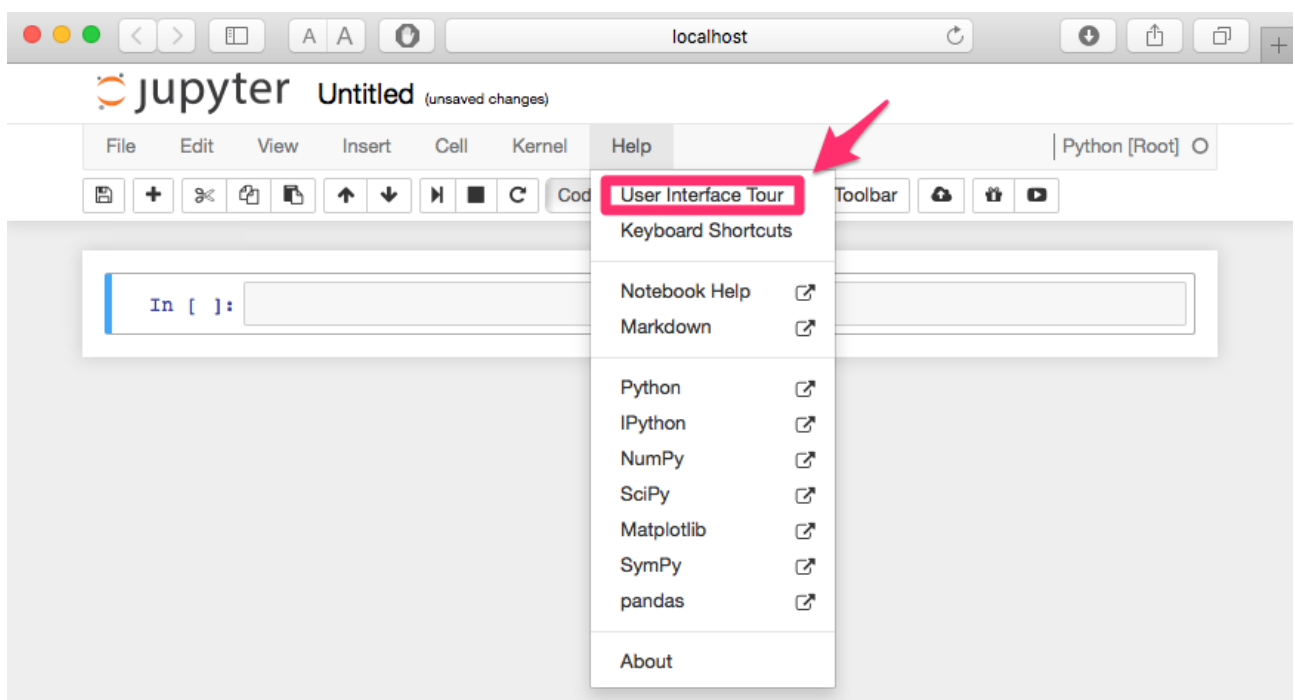 A A localhost
jupyter Untitled (unsaved changes)
File Edit View Insert Cell Kernel Help Python [Root]
Cod Toolbar
User Interface Tour
Keyboard Shortcuts
In [ ]:
Notebook Help
Markdown
Python
IPython
NumPy
SciPy
Matplotlib
SymPy
pandas
About